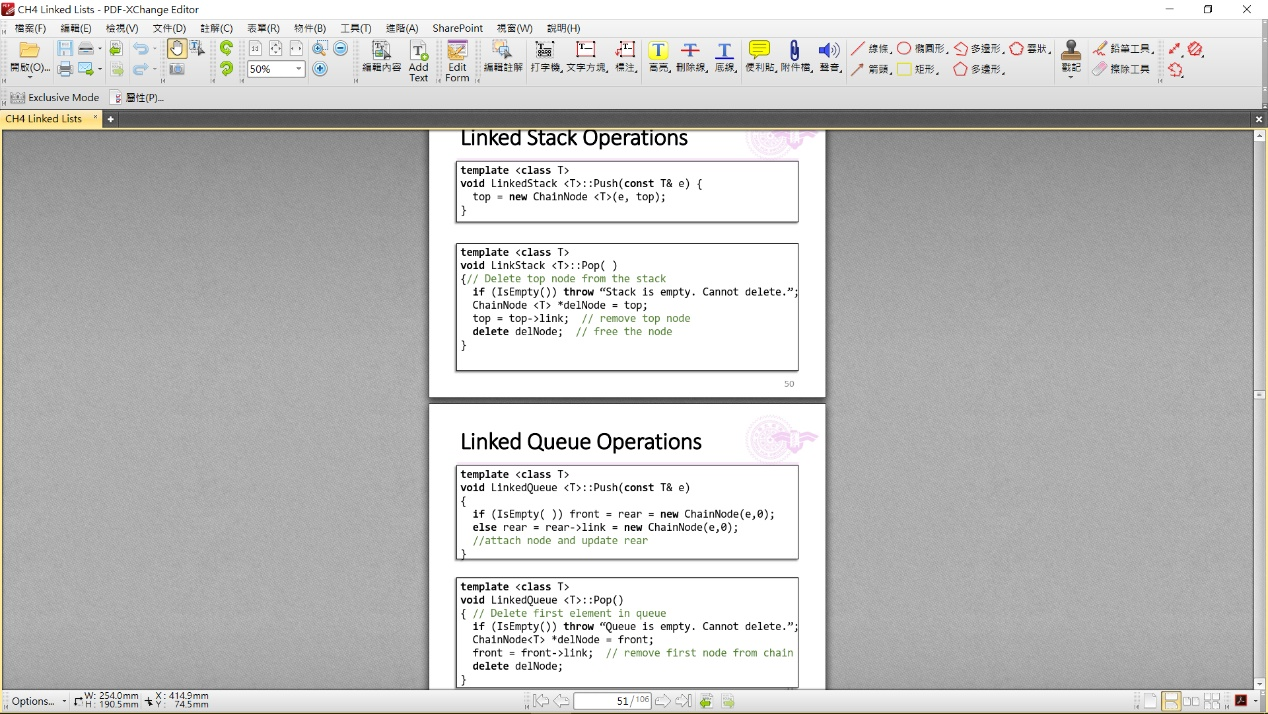 CH4 Linked Lists - PDF-XChange Editor
檔案(F) 編輯(E) 檢視(V) 文件(D) 註解(C) 表單(R) 物件(B) 工具(T) 進階(A) SharePoint 視窗(W) 說明(H)
開啟(O)... 50% 編輯內容 Add Text Edit Form 編輯註解 打字機 文字方塊 標注 高亮 刪除線 底線 便利貼 附件檔 聲音 線條 橢圓形 多邊形 雲狀 戳記 鉛筆工具
箭頭 矩形 多邊形 擦除工具
Exclusive Mode 屬性(P)...
CH4 Linked Lists
Linked Stack Operations
template <class T>
void LinkedStack <T>::Push(const T& e) {
top = new ChainNode <T>(e, top);
}
template <class T>
void LinkStack <T>::Pop( )
{// Delete top node from the stack
if (IsEmpty()) throw “Stack is empty. Cannot delete.”;
ChainNode <T> *delNode = top;
top = top->link; // remove top node
delete delNode; // free the node
}
50
Linked Queue Operations
template <class T>
void LinkedQueue <T>::Push(const T& e)
{
if (IsEmpty( )) front = rear = new ChainNode(e,0);
else rear = rear->link = new ChainNode(e,0);
//attach node and update rear
}
template <class T>
void LinkedQueue <T>::Pop()
{ // Delete first element in queue
if (IsEmpty()) throw “Queue is empty. Cannot delete.”;
ChainNode<T> *delNode = front;
front = front->link; // remove first node from chain
delete delNode;
}
Options... W: 254.0mm X: 414.9mm 51/106
H: 190.5mm Y: 74.5mm